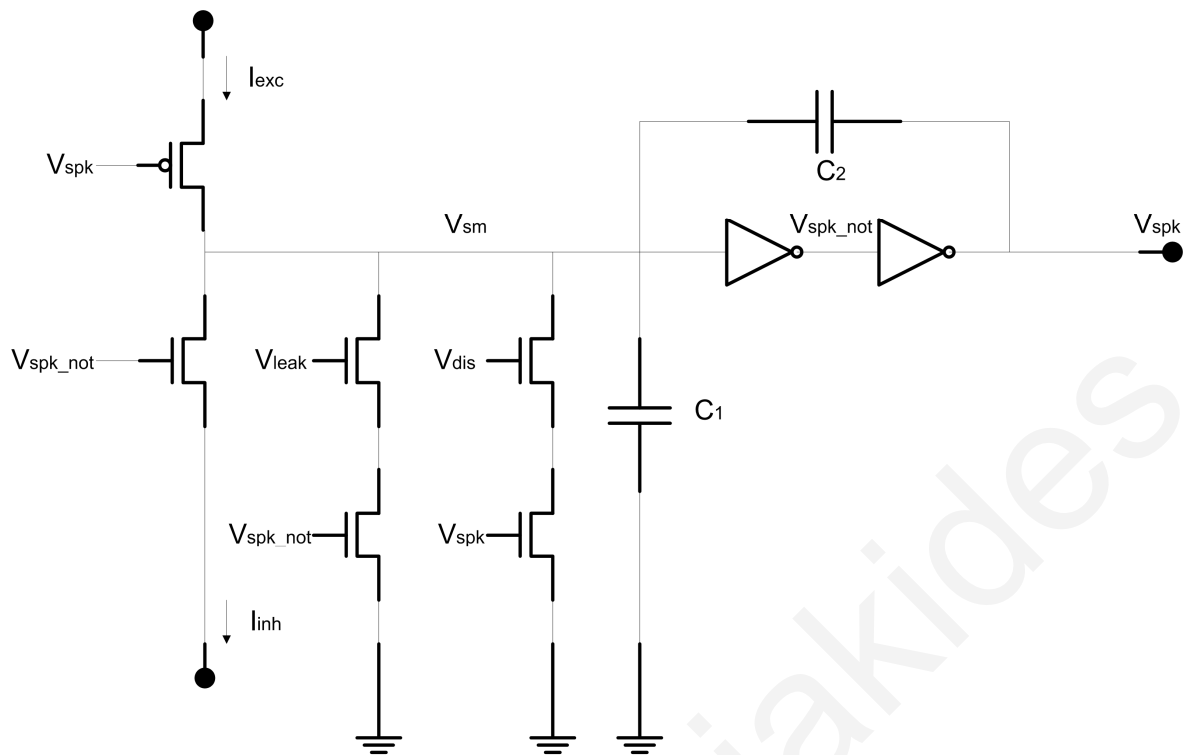 Iexc
Vspk
C2
Vsm
Vspk_not
Vspk
Vspk_not
Vleak
Vdis
C1
Vspk_not
Vspk
Iinh